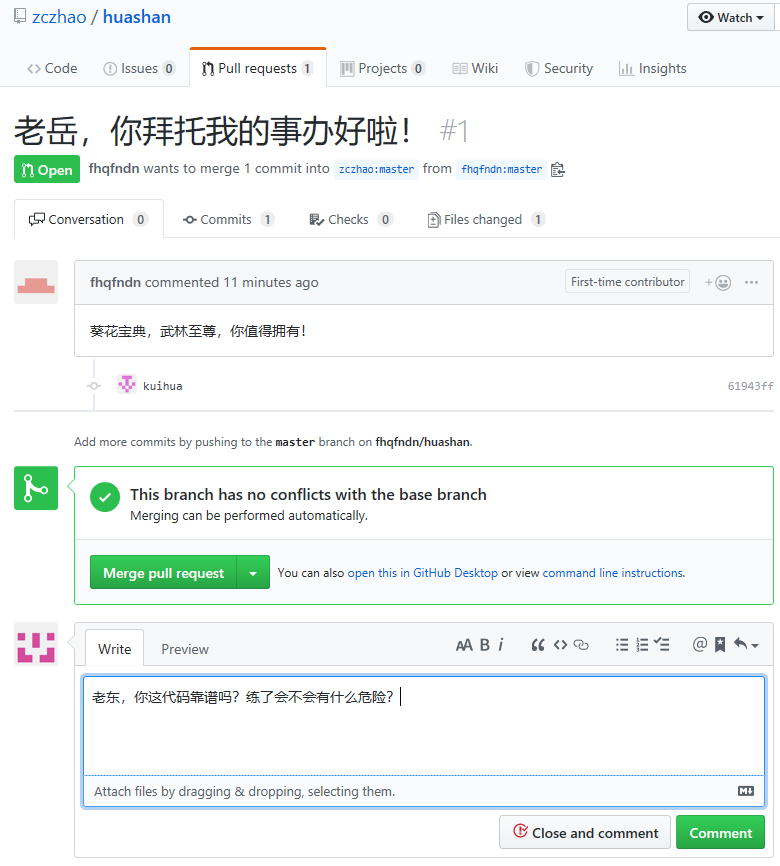 zczhao / huashan
Watch
Code Issues 0 Pull requests 1 Projects 0 Wiki Security Insights
老岳，你拜托我的事办好啦！ #1
Open fhqfndn wants to merge 1 commit into zczhao:master from fhqfndn:master
Conversation 0 Commits 1 Checks 0 Files changed 1
fhqfndn commented 11 minutes ago First-time contributor
葵花宝典，武林至尊，你值得拥有！
kuihua 61943ff
Add more commits by pushing to the master branch on fhqfndn/huashan.
This branch has no conflicts with the base branch
Merging can be performed automatically.
Merge pull request You can also open this in GitHub Desktop or view command line instructions.
Write Preview
老东，你这代码靠谱吗？练了会不会有什么危险？
Attach files by dragging & dropping, selecting them.
Close and comment Comment